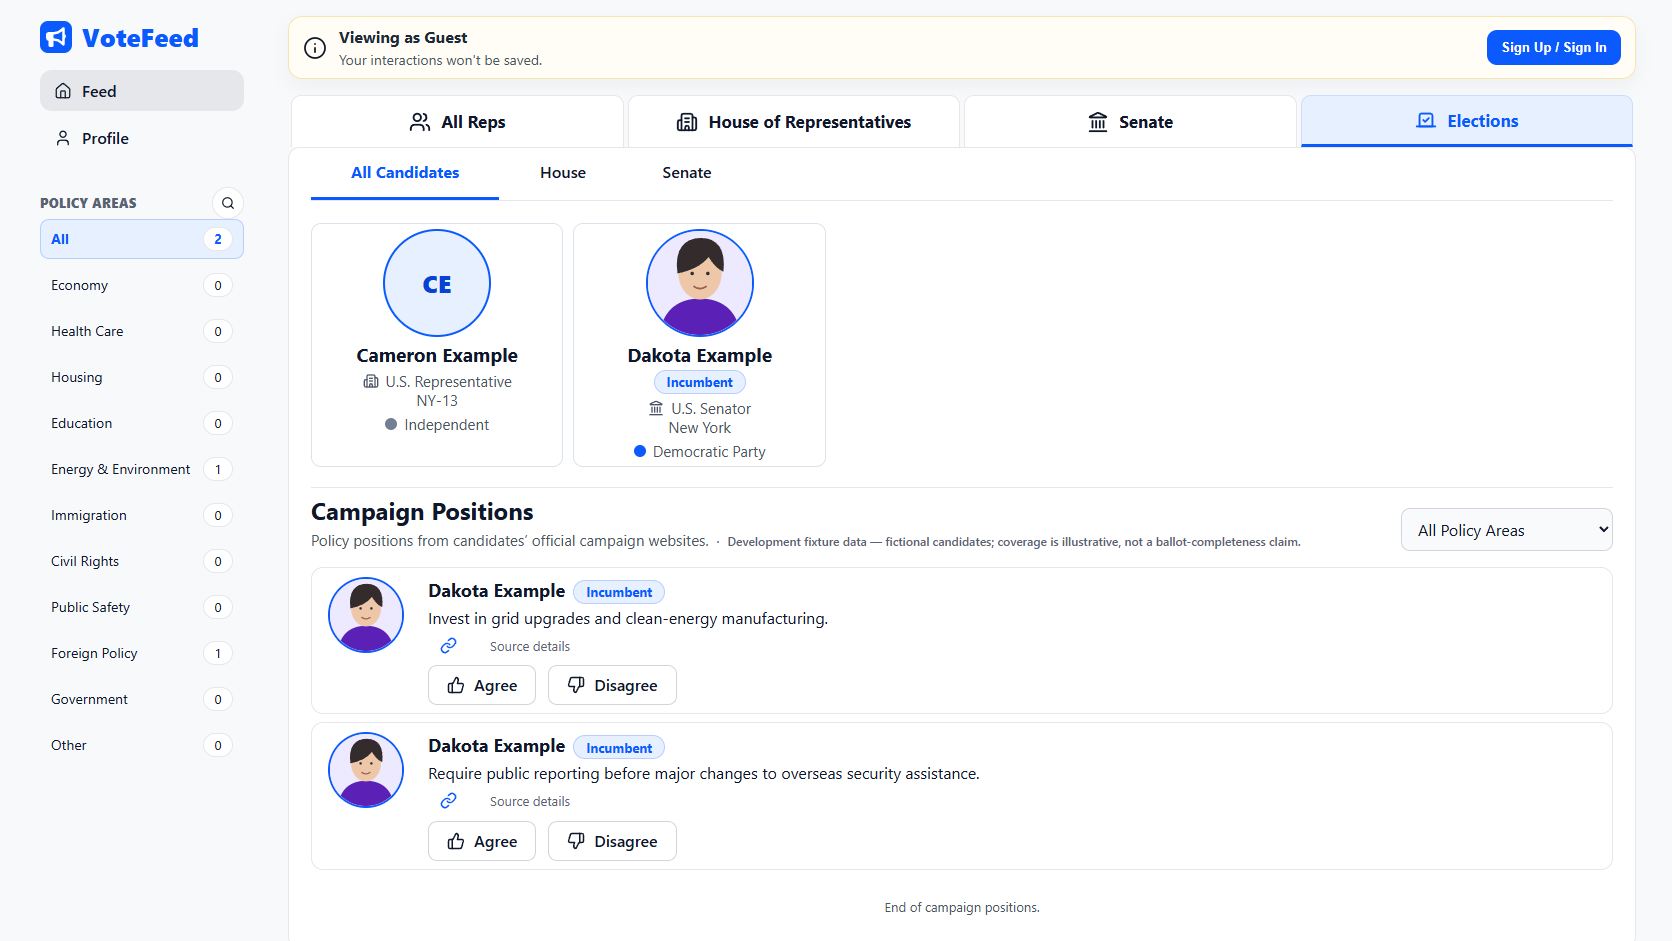 VoteFeed
Feed
Profile
POLICY AREAS
All 2
Economy 0
Health Care 0
Housing 0
Education 0
Energy & Environment 1
Immigration 0
Civil Rights 0
Public Safety 0
Foreign Policy 1
Government 0
Other 0
Viewing as Guest
Your interactions won't be saved.
Sign Up / Sign In
All Reps
House of Representatives
Senate
Elections
All Candidates
House
Senate
CE
Cameron Example
U.S. Representative
NY-13
Independent
Dakota Example
Incumbent
U.S. Senator
New York
Democratic Party
Campaign Positions
Policy positions from candidates’ official campaign websites. · Development fixture data — fictional candidates; coverage is illustrative, not a ballot-completeness claim.
All Policy Areas
Dakota Example Incumbent
Invest in grid upgrades and clean-energy manufacturing.
Source details
Agree
Disagree
Dakota Example Incumbent
Require public reporting before major changes to overseas security assistance.
Source details
Agree
Disagree
End of campaign positions.